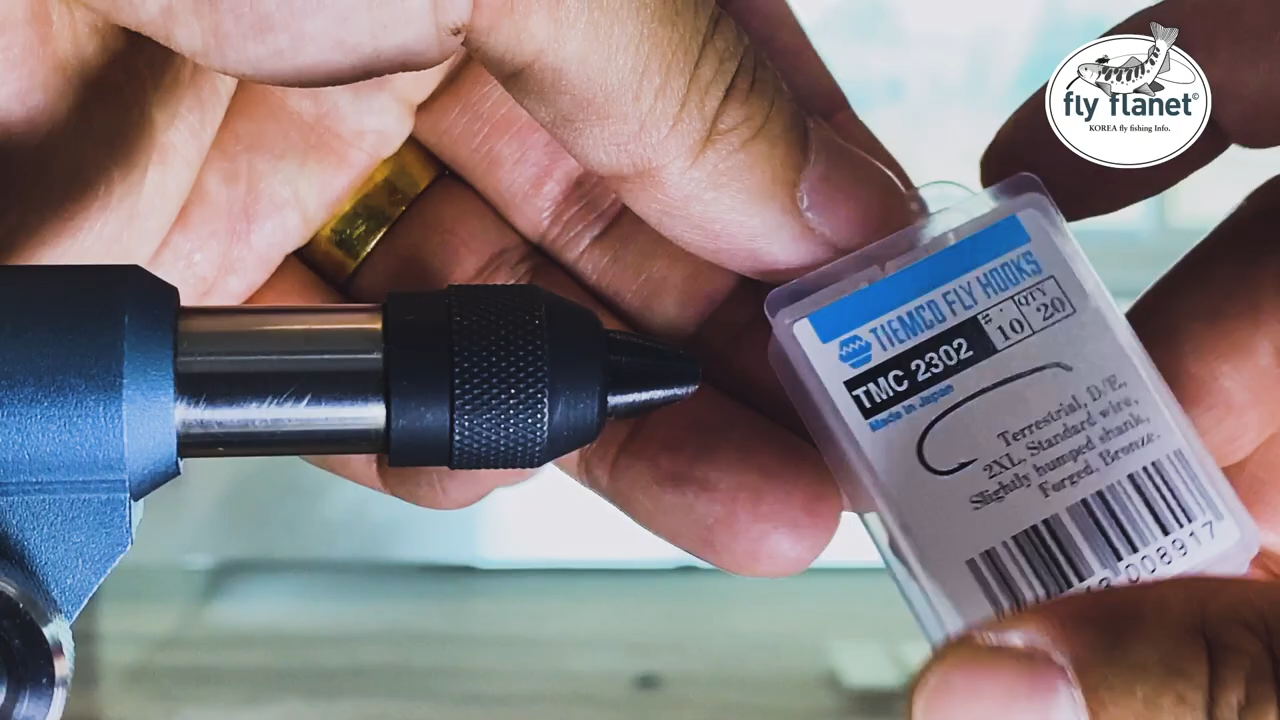 fly flanet©
KOREA fly fishing Info.
TIEMCO FLY HOOKS
TMC 2302
# 10
QTY 20
Made in Japan
Terrestrial, D/E,
2XL, Standard wire,
Slightly humped shank,
Forged, Bronze.
008917